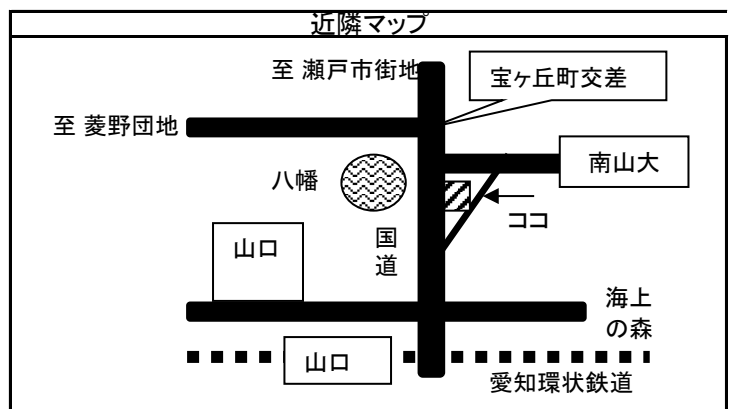 近隣マップ
至 瀬戸市街地
宝ヶ丘町交差
至 菱野団地
南山大
八幡
ココ
国
道
山口
海上
の森
山口
愛知環状鉄道